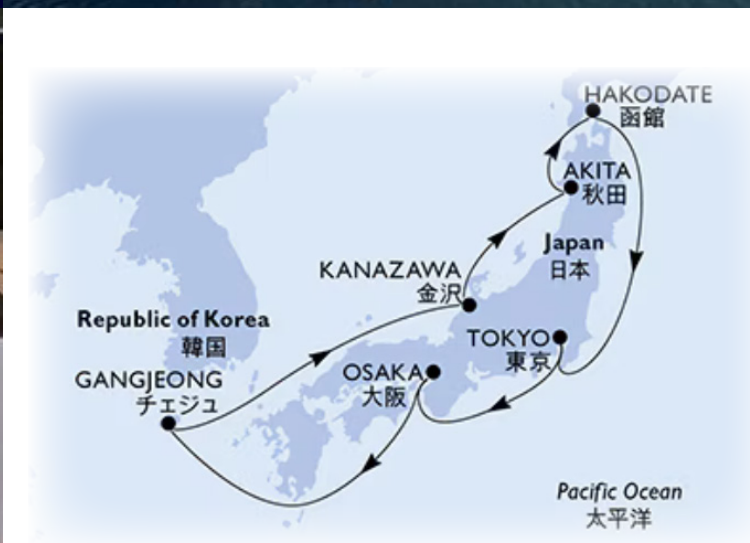 HAKODATE
函館
AKITA
秋田
Japan
日本
KANAZAWA
金沢
Republic of Korea
韓国
TOKYO
東京
GANGJEONG
チェジュ
OSAKA
大阪
Pacific Ocean
太平洋